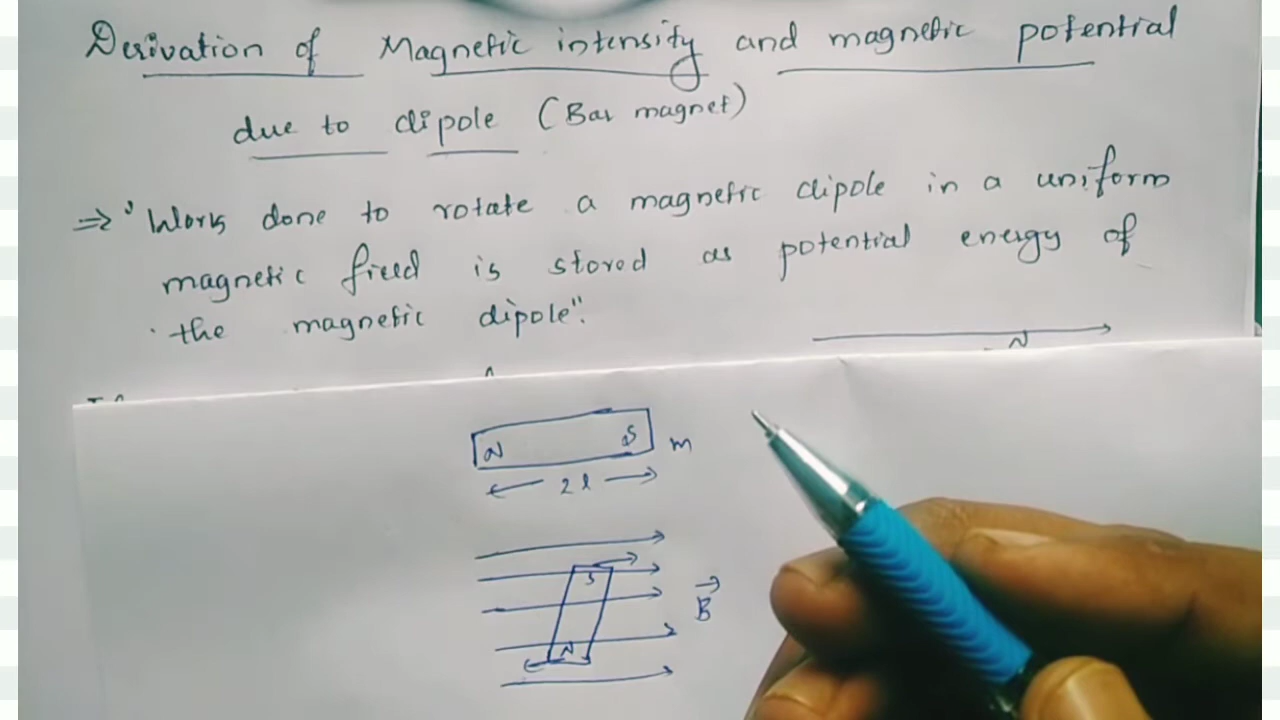 Derivation of Magnetic intensity and magnetic potential
due to dipole (Bar magnet)
⇒ 'Work done to rotate a magnetic dipole in a uniform
magnetic field is stored as potential energy of
the magnetic dipole".
N
N S m
2l
S
B⃗
N